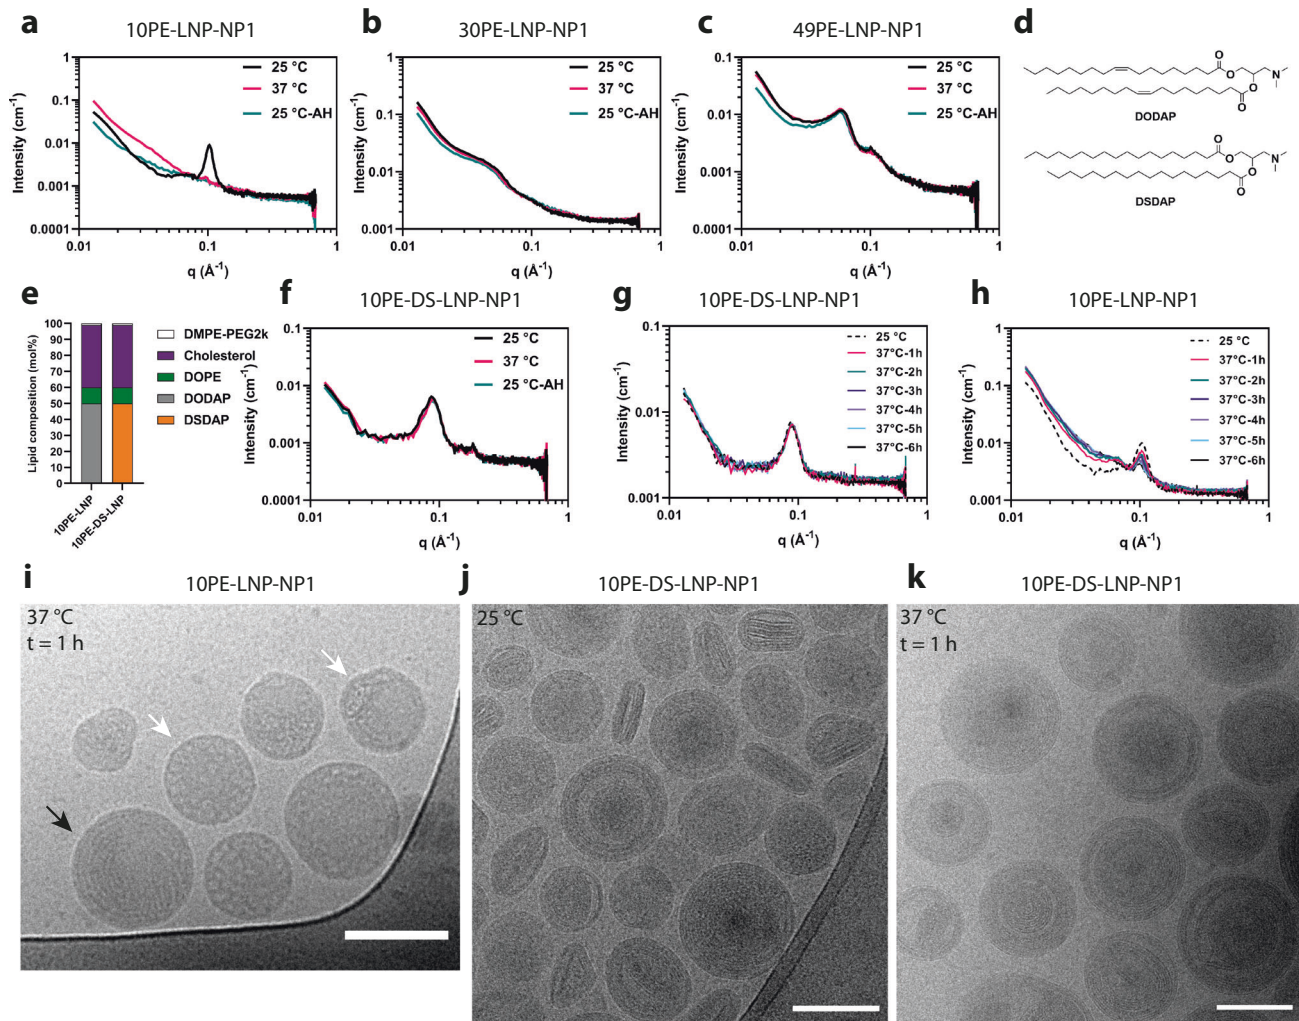 a
10PE-LNP-NP1
Intensity (cm⁻¹)
1
0.1
0.01
0.001
0.0001
25 °C
37 °C
25 °C-AH
0.01
0.1
1
q (Å⁻¹)
b
30PE-LNP-NP1
Intensity (cm⁻¹)
1
0.1
0.01
0.001
25 °C
37 °C
25 °C-AH
0.01
0.1
1
q (Å⁻¹)
c
49PE-LNP-NP1
Intensity (cm⁻¹)
1
0.1
0.01
0.001
0.0001
25 °C
37 °C
25 °C-AH
0.01
0.1
1
q (Å⁻¹)
d
O
O
N
O
O
DODAP
O
O
N
O
O
DSDAP
e
Lipid composition (mol%)
100
90
80
70
60
50
40
30
20
10
0
10PE-LNP
10PE-DS-LNP
DMPE-PEG2k
Cholesterol
DOPE
DODAP
DSDAP
f
10PE-DS-LNP-NP1
Intensity (cm⁻¹)
0.1
0.01
0.001
0.0001
25 °C
37 °C
25 °C-AH
0.01
0.1
1
q (Å⁻¹)
g
10PE-DS-LNP-NP1
Intensity (cm⁻¹)
0.1
0.01
0.001
25 °C
37°C-1h
37°C-2h
37°C-3h
37°C-4h
37°C-5h
37°C-6h
0.01
0.1
1
q (Å⁻¹)
h
10PE-LNP-NP1
Intensity (cm⁻¹)
1
0.1
0.01
0.001
0.0001
25 °C
37°C-1h
37°C-2h
37°C-3h
37°C-4h
37°C-5h
37°C-6h
0.01
0.1
1
q (Å⁻¹)
i
10PE-LNP-NP1
37 °C
t = 1 h
j
10PE-DS-LNP-NP1
25 °C
k
10PE-DS-LNP-NP1
37 °C
t = 1 h